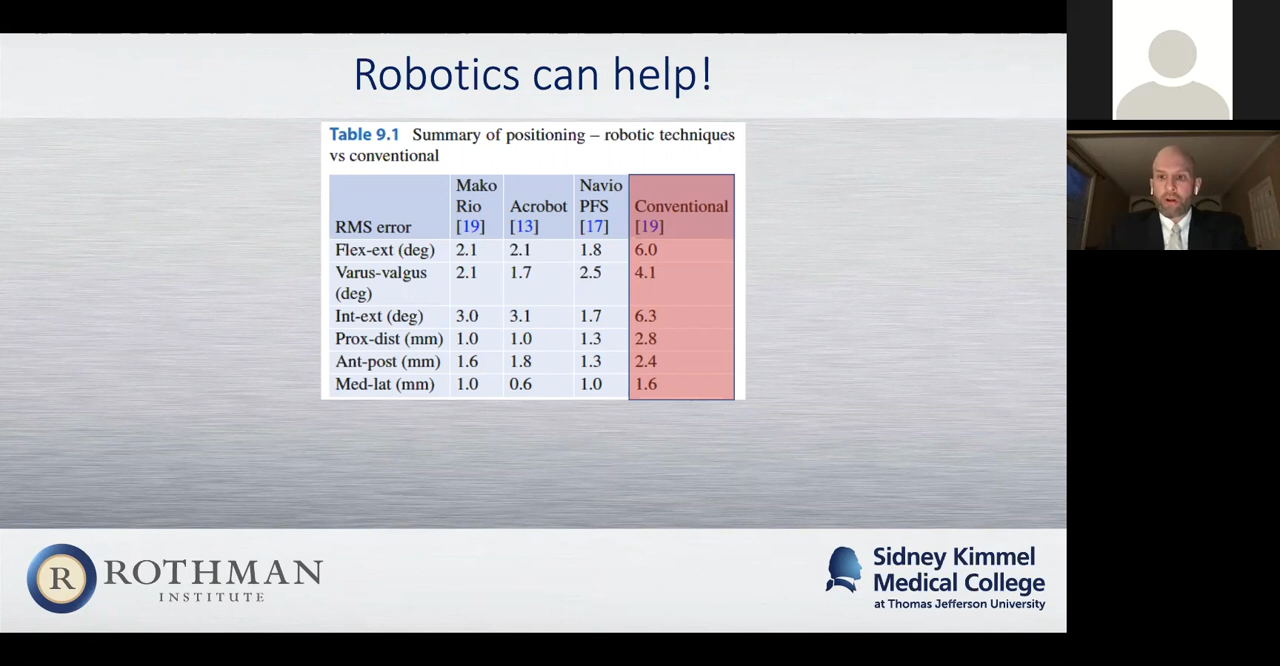 Robotics can help!
Table 9.1 Summary of positioning – robotic techniques
vs conventional
RMS error
Mako
Rio
[19]
Acrobot
[13]
Navio
PFS
[17]
Conventional
[19]
Flex-ext (deg) 2.1 2.1 1.8 6.0
Varus-valgus
(deg)
2.1 1.7 2.5 4.1
Int-ext (deg) 3.0 3.1 1.7 6.3
Prox-dist (mm) 1.0 1.0 1.3 2.8
Ant-post (mm) 1.6 1.8 1.3 2.4
Med-lat (mm) 1.0 0.6 1.0 1.6
R ROTHMAN
INSTITUTE
Sidney Kimmel
Medical College
at Thomas Jefferson University